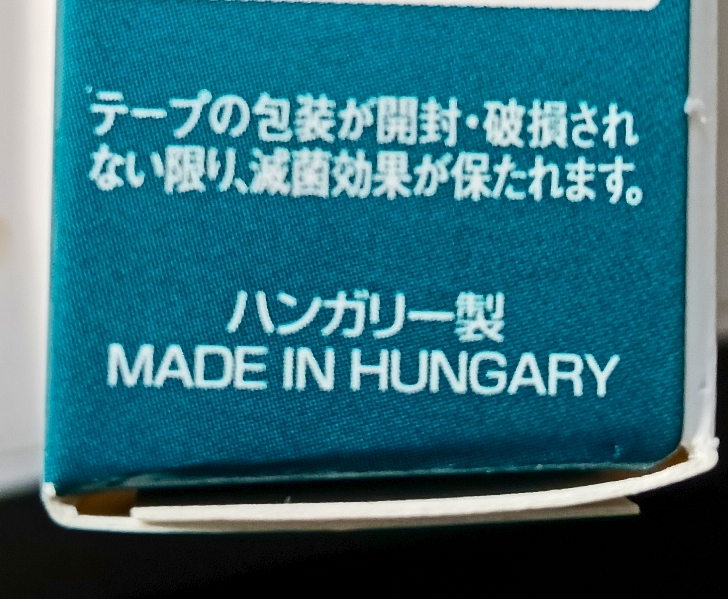 テープの包装が開封・破損され
ない限り、滅菌効果が保たれます。
ハンガリー製
MADE IN HUNGARY